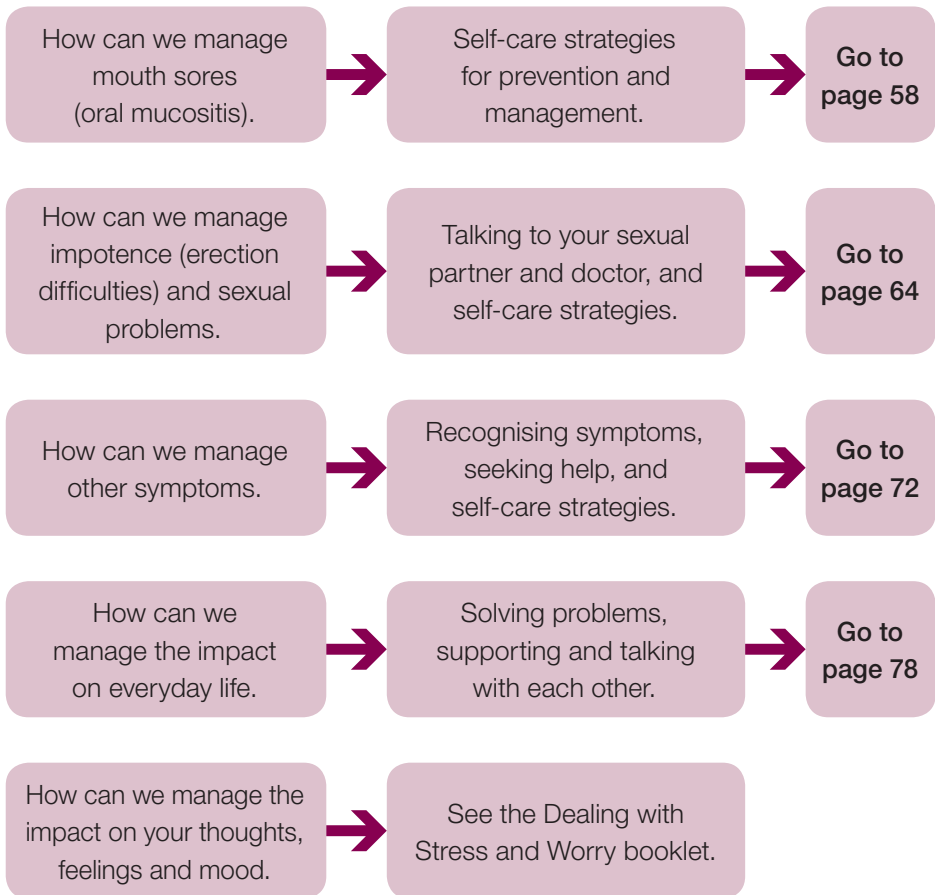 How can we manage
mouth sores
(oral mucositis).
Self-care strategies
for prevention and
management.
Go to
page 58
How can we manage
impotence (erection
difficulties) and sexual
problems.
Talking to your sexual
partner and doctor, and
self-care strategies.
Go to
page 64
How can we manage
other symptoms.
Recognising symptoms,
seeking help, and
self-care strategies.
Go to
page 72
How can we
manage the impact
on everyday life.
Solving problems,
supporting and talking
with each other.
Go to
page 78
How can we manage the
impact on your thoughts,
feelings and mood.
See the Dealing with
Stress and Worry booklet.